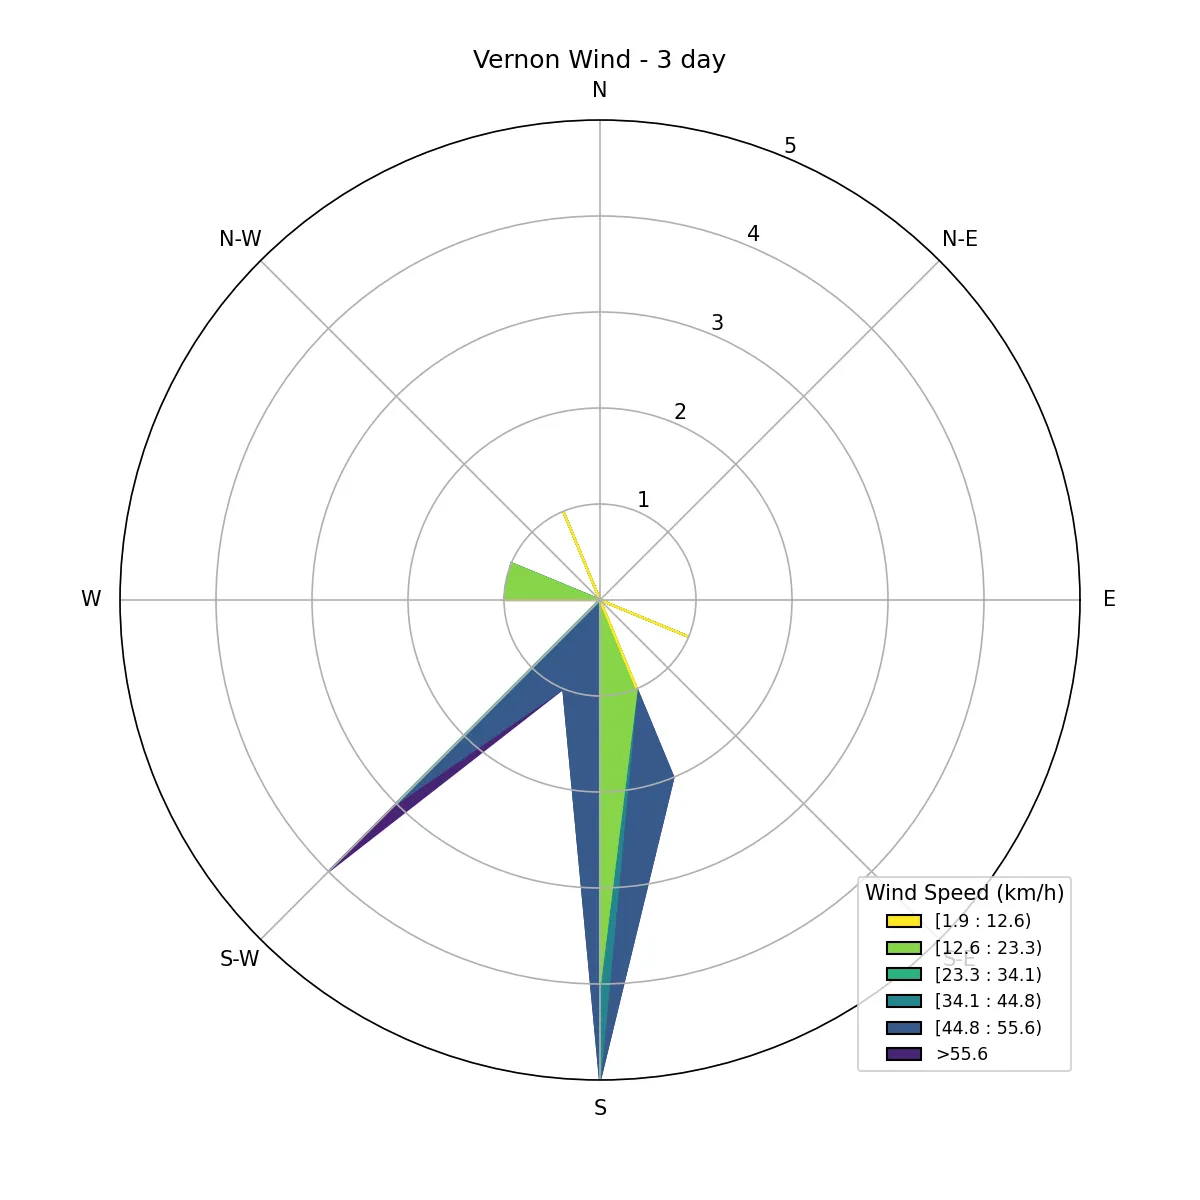 Vernon Wind - 3 day
N
5
N-W
N-E
4
3
2
1
W
E
Wind Speed (km/h)
[1.9 : 12.6)
[12.6 : 23.3)
[23.3 : 34.1)
[34.1 : 44.8)
[44.8 : 55.6)
>55.6
S-W
S-E
S